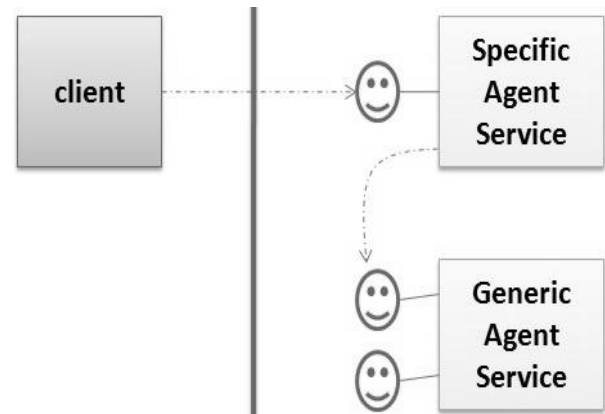 client
Specific
Agent
Service
Generic
Agent
Service